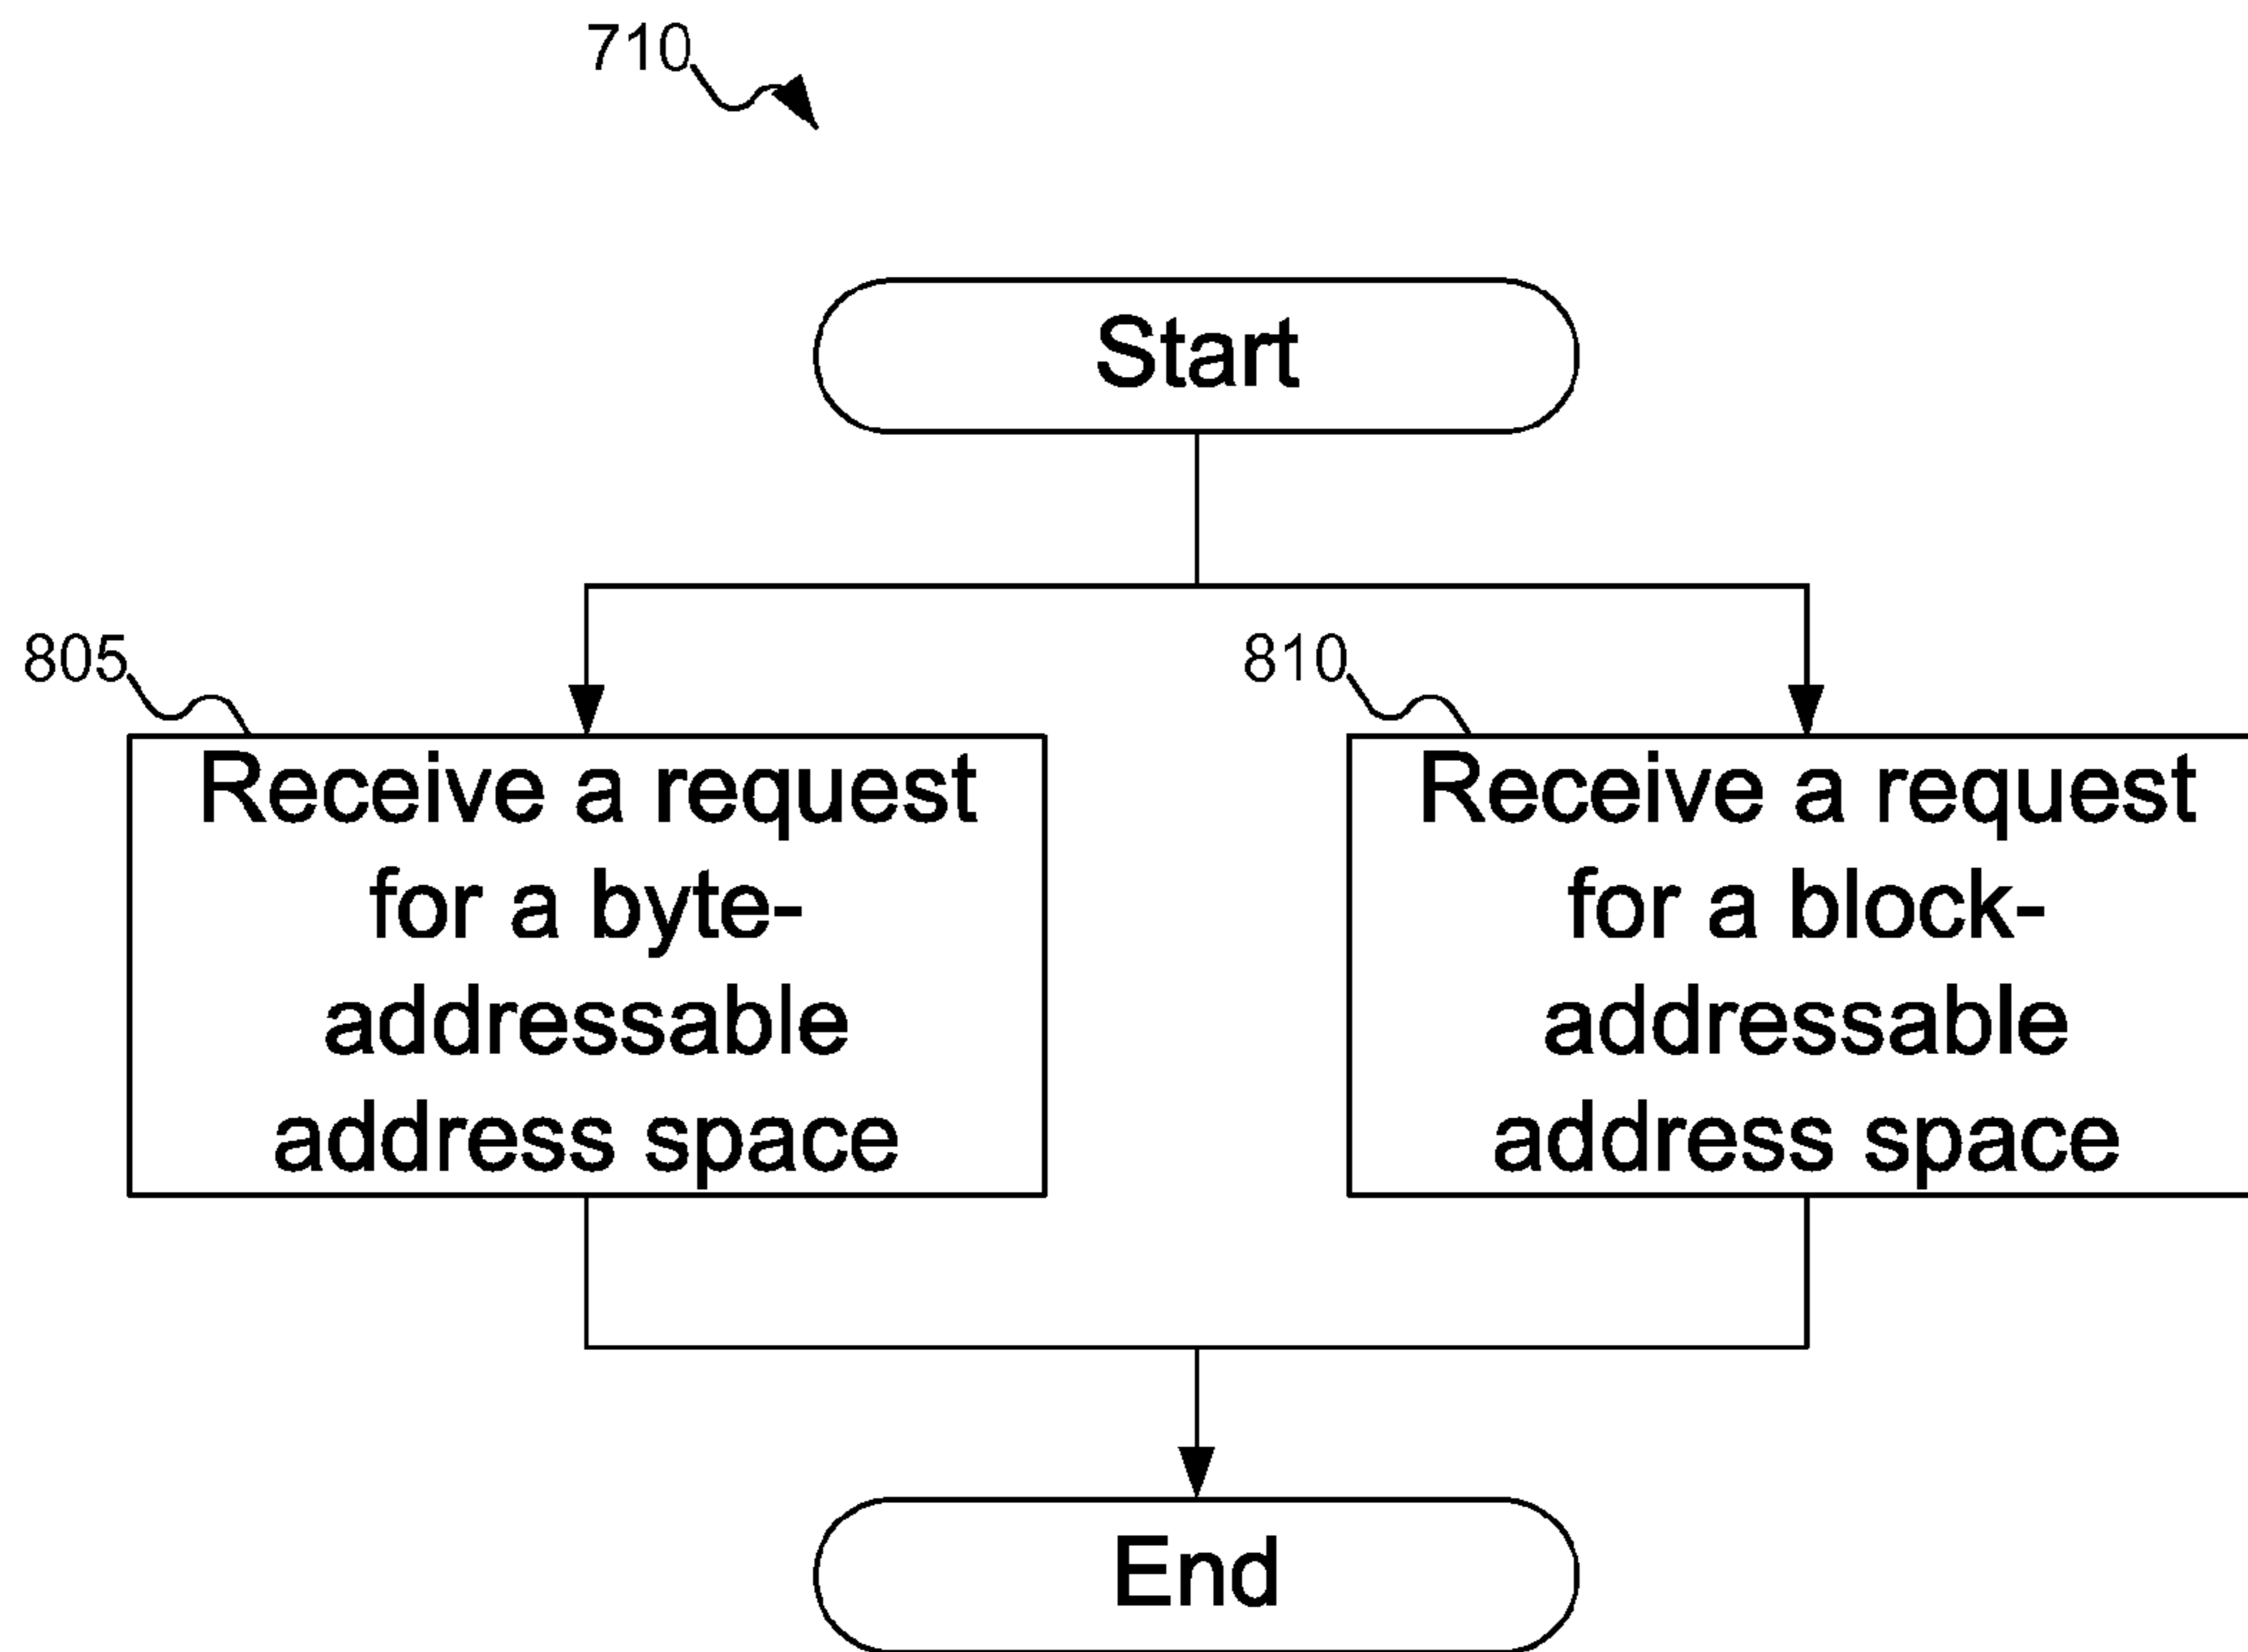 710
Start
805
Receive a request
for a byte-
addressable
address space
810
Receive a request
for a block-
addressable
address space
End